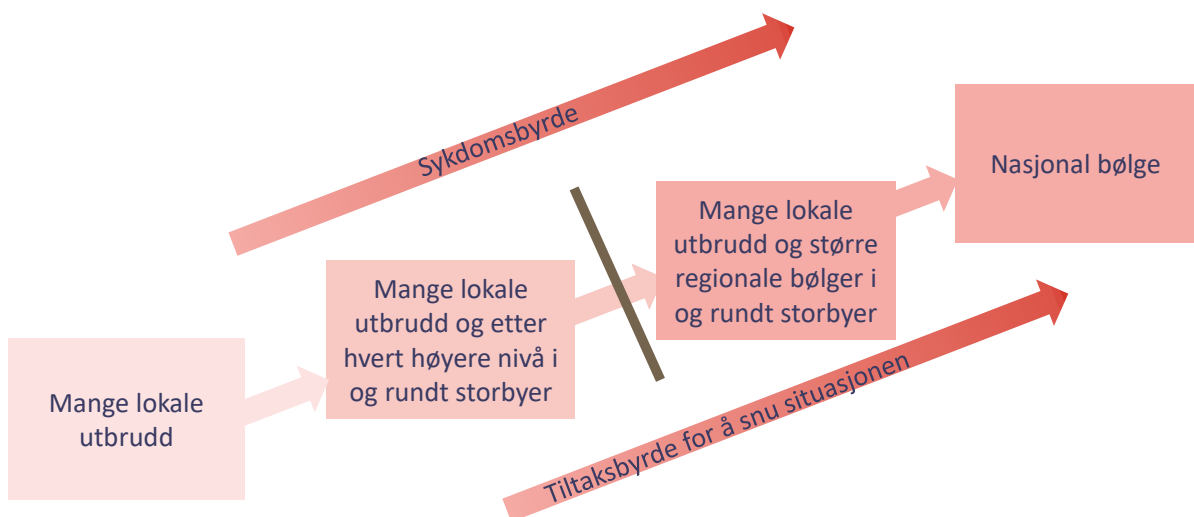 Sykdomsbyrde
Nasjonal bølge
Mange lokale
utbrudd og større
regionale bølger i
og rundt storbyer
Mange lokale
utbrudd og etter
hvert høyere nivå i
og rundt storbyer
Mange lokale
utbrudd
Tiltaksbyrde for å snu situasjonen